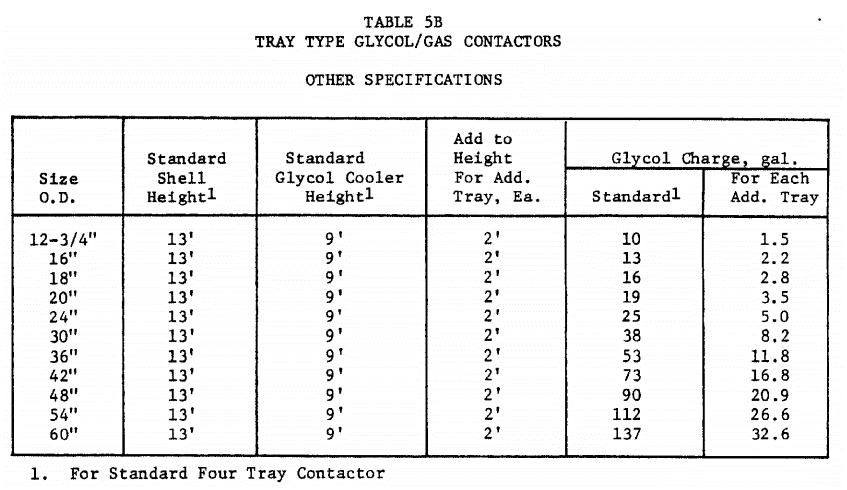 TABLE 5B
TRAY TYPE GLYCOL/GAS CONTACTORS
OTHER SPECIFICATIONS
Size O.D. Standard Shell Height1 Standard Glycol Cooler Height1 Add to Height For Add. Tray, Ea. Glycol Charge, gal.
Standard1 For Each Add. Tray
12-3/4" 13' 9' 2' 10 1.5
16" 13' 9' 2' 13 2.2
18" 13' 9' 2' 16 2.8
20" 13' 9' 2' 19 3.5
24" 13' 9' 2' 25 5.0
30" 13' 9' 2' 38 8.2
36" 13' 9' 2' 53 11.8
42" 13' 9' 2' 73 16.8
48" 13' 9' 2' 90 20.9
54" 13' 9' 2' 112 26.6
60" 13' 9' 2' 137 32.6
1. For Standard Four Tray Contactor